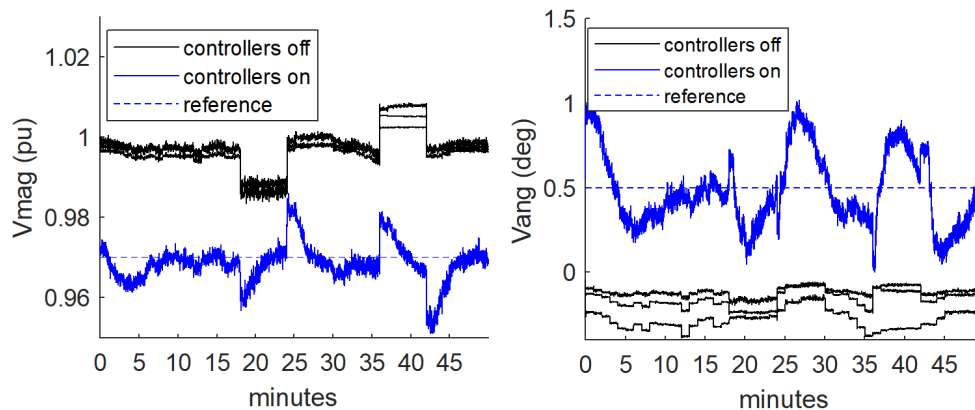 1.02
1
0.98
0.96
Vmag (pu)
controllers off
controllers on
reference
0 5 10 15 20 25 30 35 40 45
minutes
1.5
1
0.5
0
Vang (deg)
controllers off
controllers on
reference
0 5 10 15 20 25 30 35 40 45
minutes